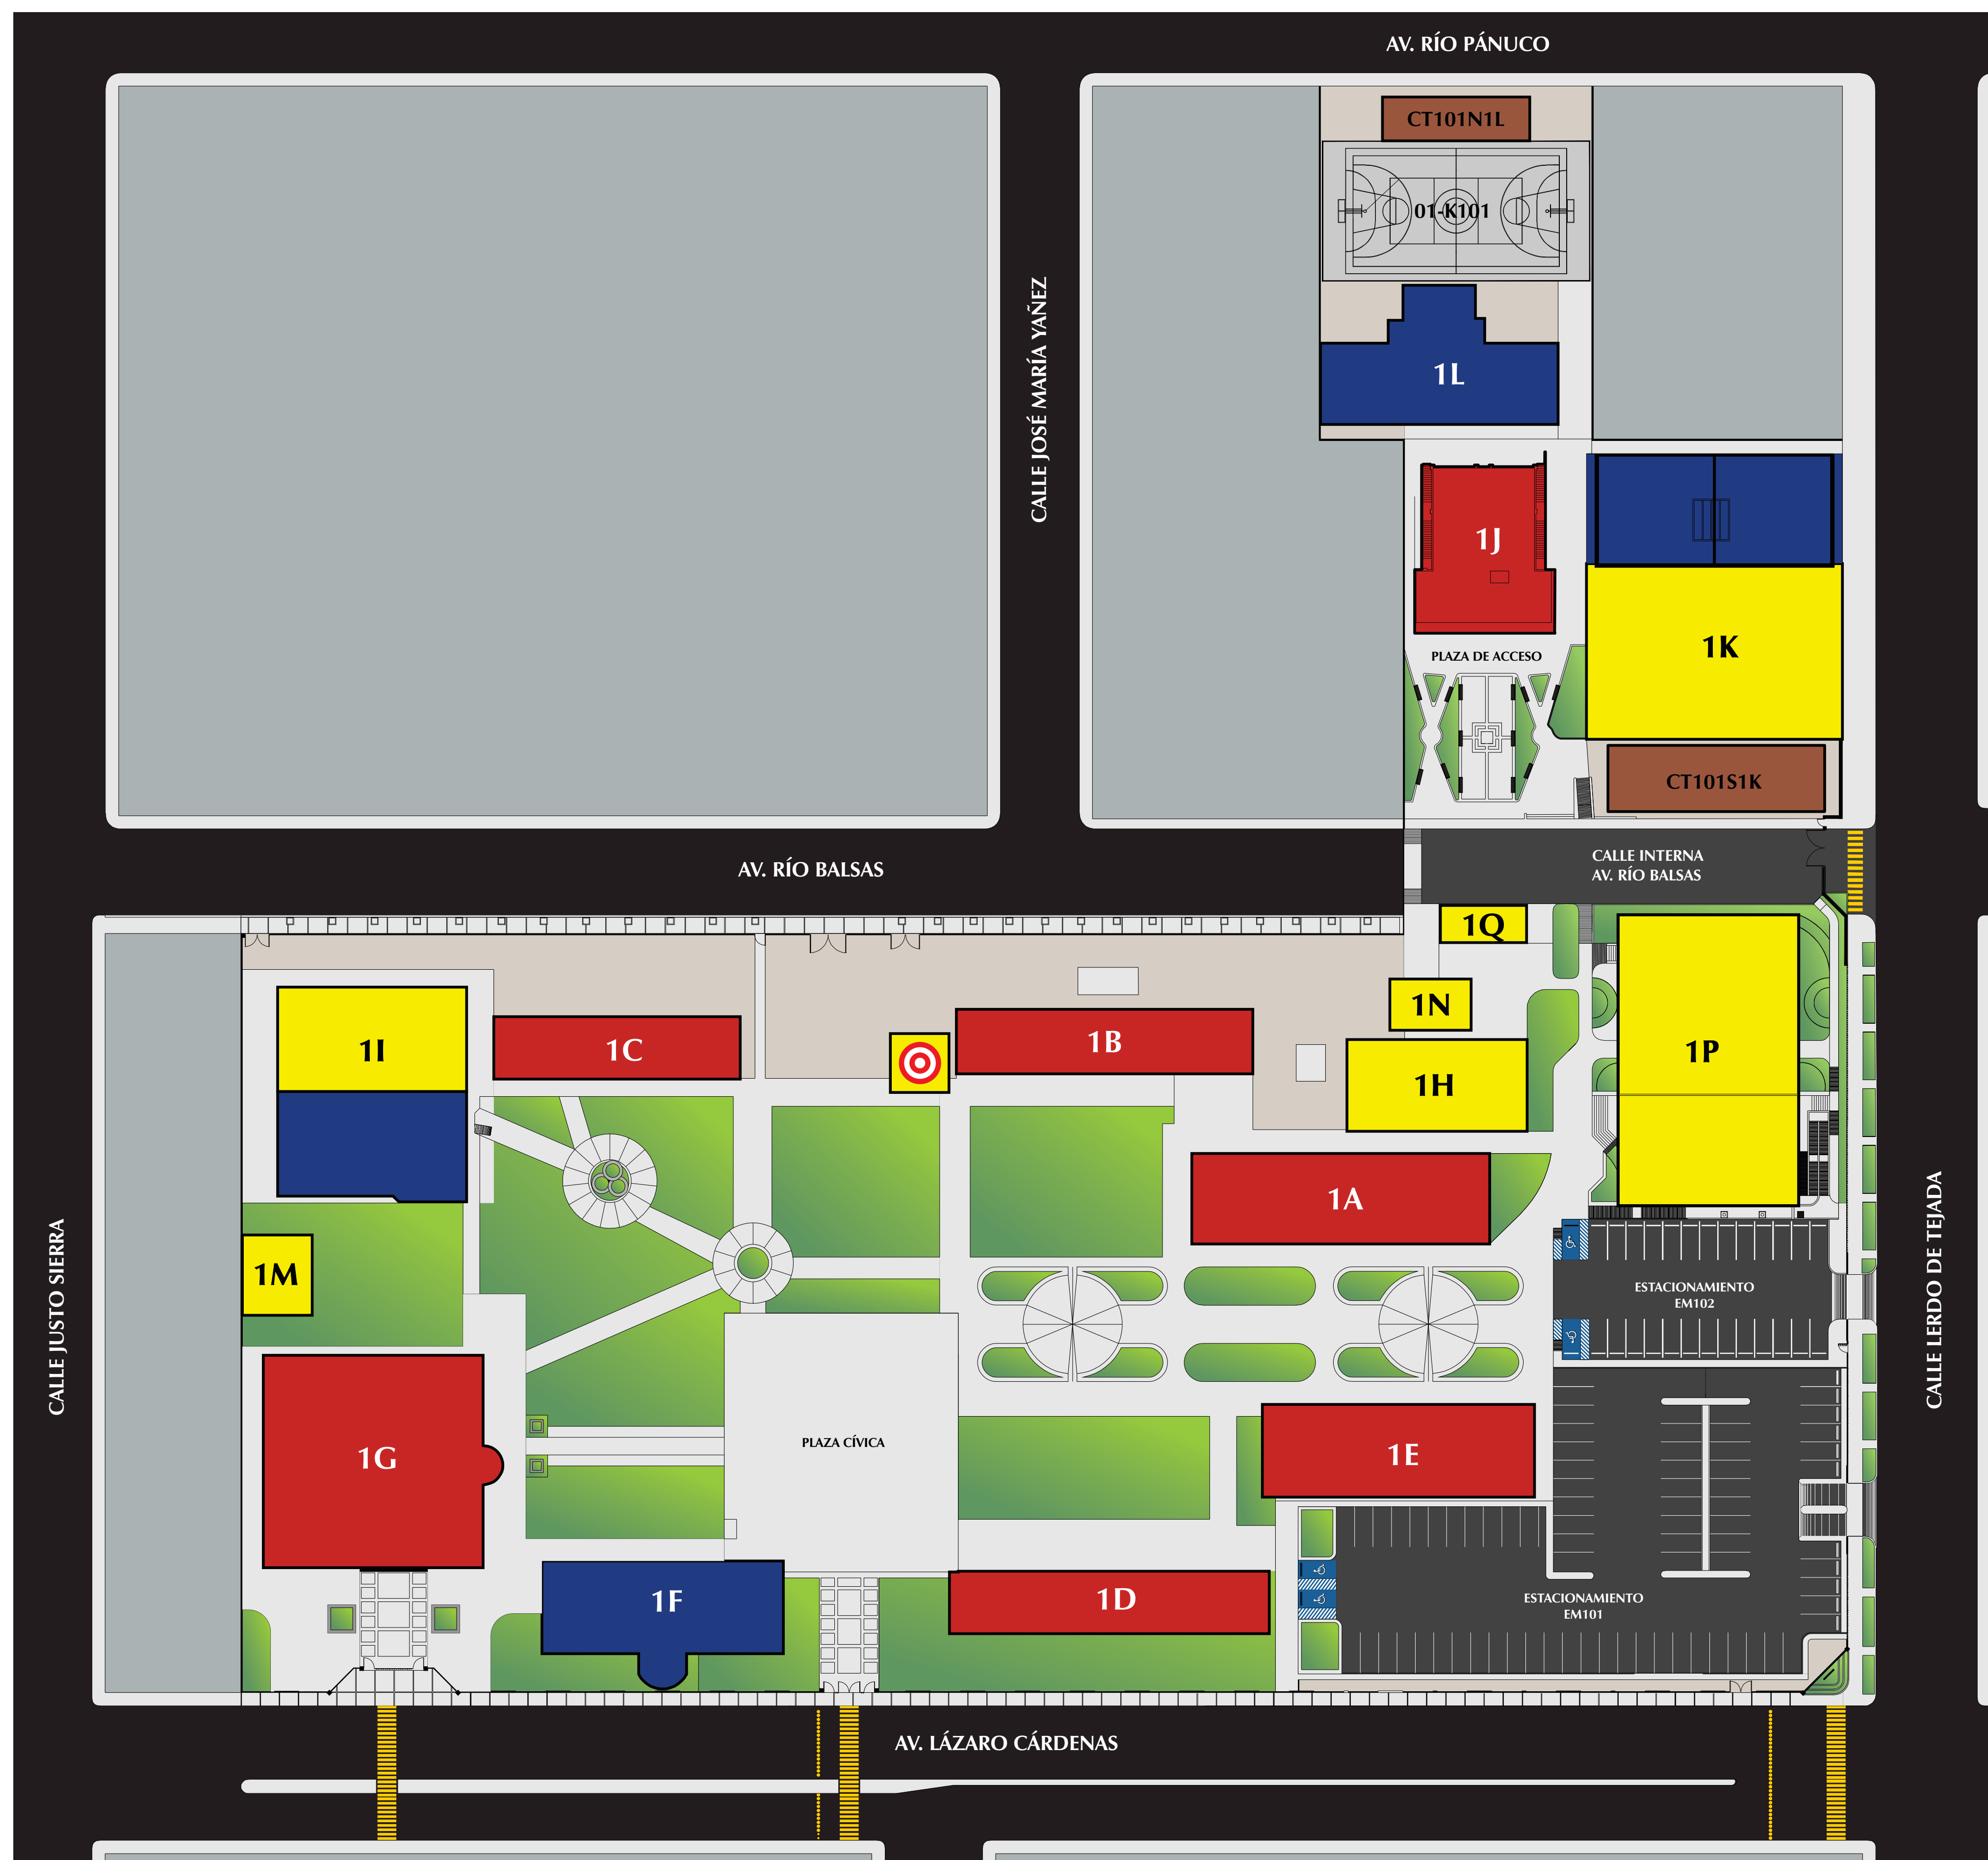 AV. RÍO PÁNUCO
CT101N1L
01-K101
CALLE JOSÉ MARÍA YAÑEZ
1L
1J
1K
PLAZA DE ACCESO
CT101S1K
AV. RÍO BALSAS
CALLE INTERNA
AV. RÍO BALSAS
1Q
1N
1I
1C
1B
1H
1P
1A
1M
CALLE JUSTO SIERRA
CALLE LERDO DE TEJADA
ESTACIONAMIENTO
EM102
PLAZA CÍVICA
1G
1E
1F
1D
ESTACIONAMIENTO
EM101
AV. LÁZARO CÁRDENAS